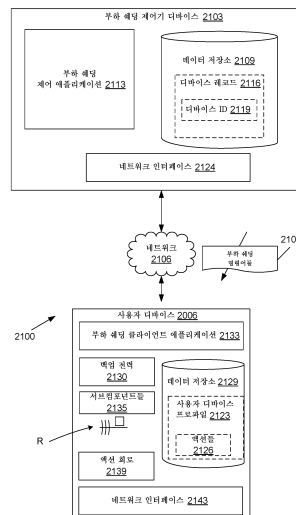 부하 쉐딩 제어기 디바이스 2103
부하 쉐딩
제어 애플리케이션 2113
데이터 저장소 2109
디바이스 레코드 2116
디바이스 ID 2119
네트워크 인터페이스 2124
네트워크
2106
부하 쉐딩
210
2100
사용자 디바이스 2006
부하 쉐딩 클라이언트 애플리케이션 2133
백업 전력
2130
데이터 저장소 2129
서브컴포넌트들
2135
사용자 디바이스
프로파일 2123
R
액션들
2126
액션 회로
2139
네트워크 인터페이스 2143